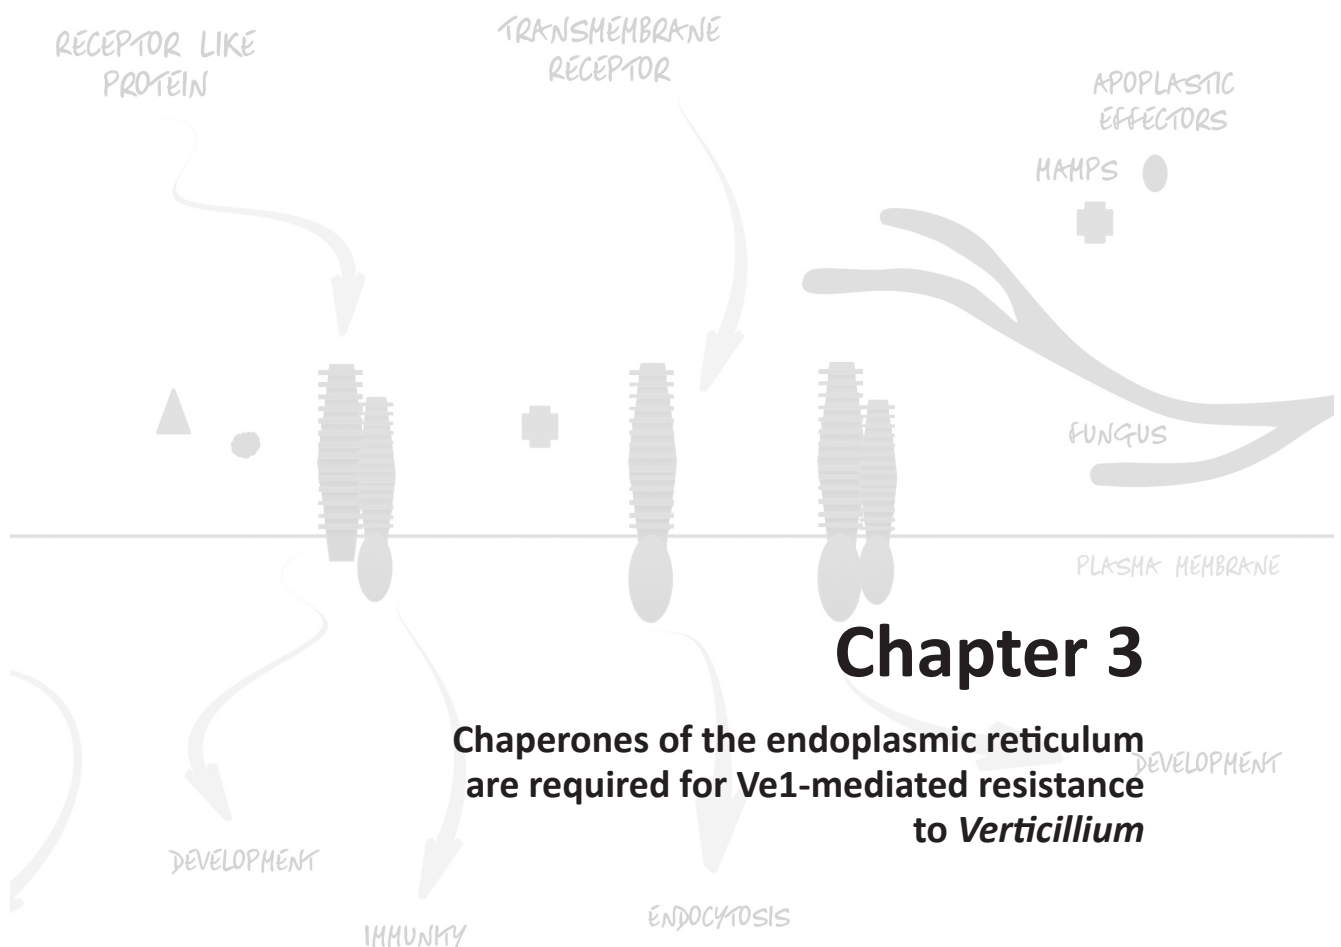 RECEPTOR LIKE
PROTEIN
TRANSMEMBRANE
RECEPTOR
APOPLASTIC
EFFECTORS
MAMPS
FUNGUS
PLASMA MEMBRANE
Chapter 3
Chaperones of the endoplasmic reticulum
are required for Ve1-mediated resistance
to Verticillium
DEVELOPMENT
DEVELOPMENT
ENDOCYTOSIS
IMMUNITY